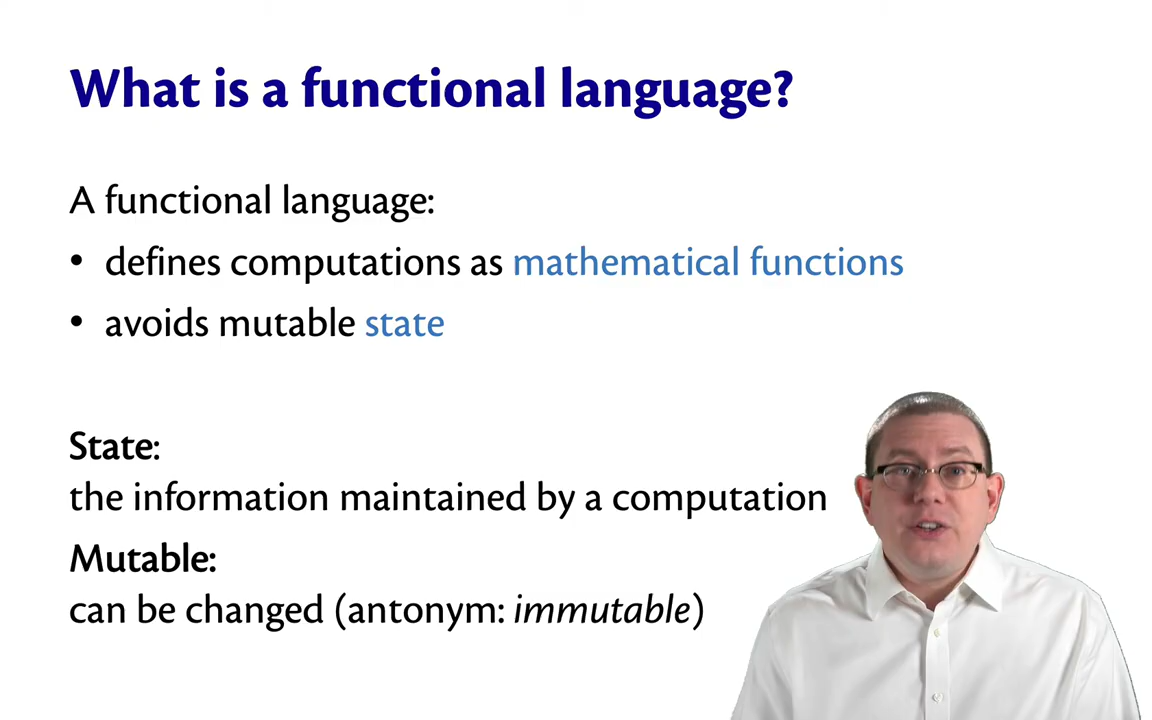 What is a functional language?
A functional language:
• defines computations as mathematical functions
• avoids mutable state
State:
the information maintained by a computation
Mutable:
can be changed (antonym: immutable)